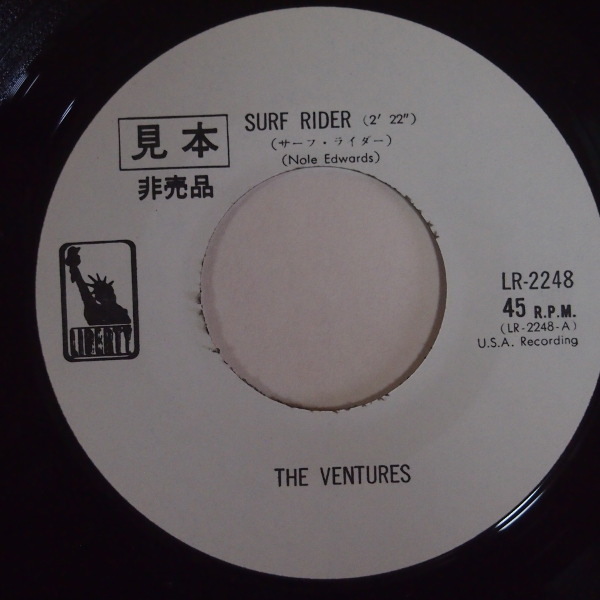 SURF RIDER (2' 22")
(サーフ・ライダー)
(Nole Edwards)
見本
非売品
LIBERTY
LR-2248
45 R.P.M.
(LR-2248-A)
U.S.A. Recording
THE VENTURES